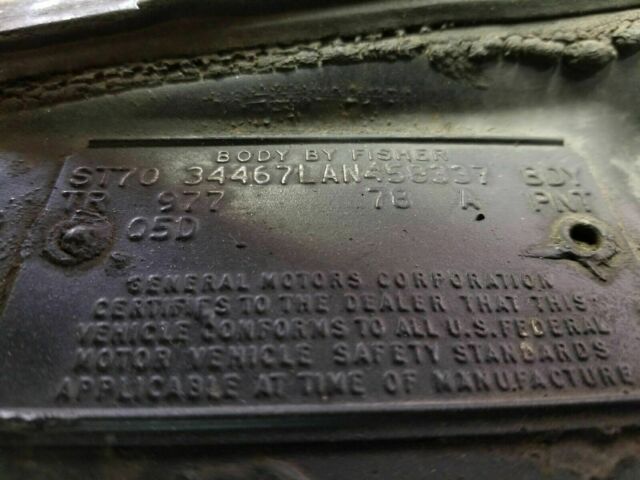 BODY BY FISHER
ST70 34467LAN458337 BDY
TR 977 78 A PNT
05D
GENERAL MOTORS CORPORATION
CERTIFIES TO THE DEALER THAT THIS
VEHICLE CONFORMS TO ALL U.S. FEDERAL
MOTOR VEHICLE SAFETY STANDARDS
APPLICABLE AT TIME OF MANUFACTURE